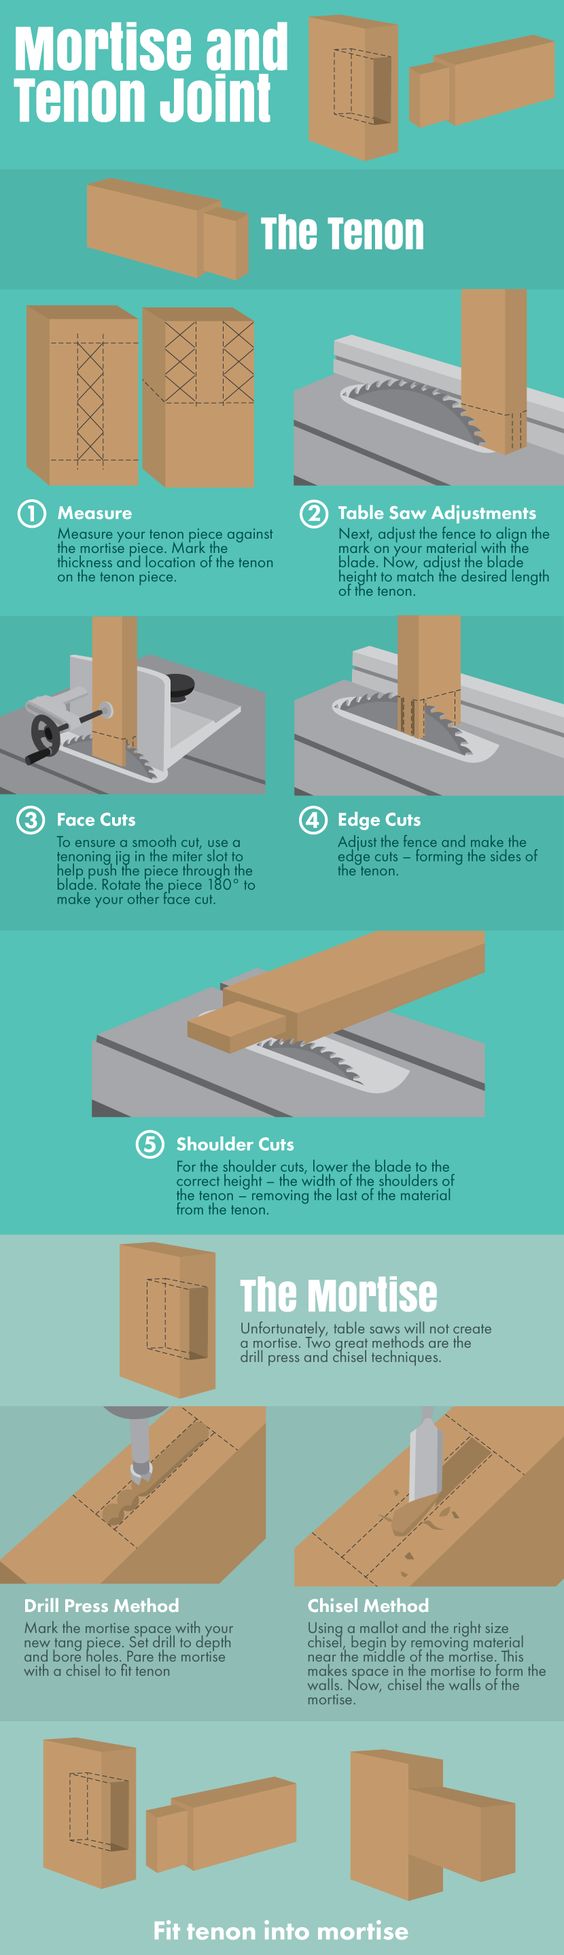 Mortise and
Tenon Joint
The Tenon
1 Measure
Measure your tenon piece against
the mortise piece. Mark the
thickness and location of the tenon
on the tenon piece.
2 Table Saw Adjustments
Next, adjust the fence to align the
mark on your material with the
blade. Now, adjust the blade
height to match the desired length
of the tenon.
3 Face Cuts
To ensure a smooth cut, use a
tenoning jig in the miter slot to
help push the piece through the
blade. Rotate the piece 180° to
make your other face cut.
4 Edge Cuts
Adjust the fence and make the
edge cuts – forming the sides of
the tenon.
5 Shoulder Cuts
For the shoulder cuts, lower the blade to the
correct height – the width of the shoulders of
the tenon – removing the last of the material
from the tenon.
The Mortise
Unfortunately, table saws will not create
a mortise. Two great methods are the
drill press and chisel techniques.
Drill Press Method
Mark the mortise space with your
new tang piece. Set drill to depth
and bore holes. Pare the mortise
with a chisel to fit tenon
Chisel Method
Using a mallot and the right size
chisel, begin by removing material
near the middle of the mortise. This
makes space in the mortise to form the
walls. Now, chisel the walls of the
mortise.
Fit tenon into mortise